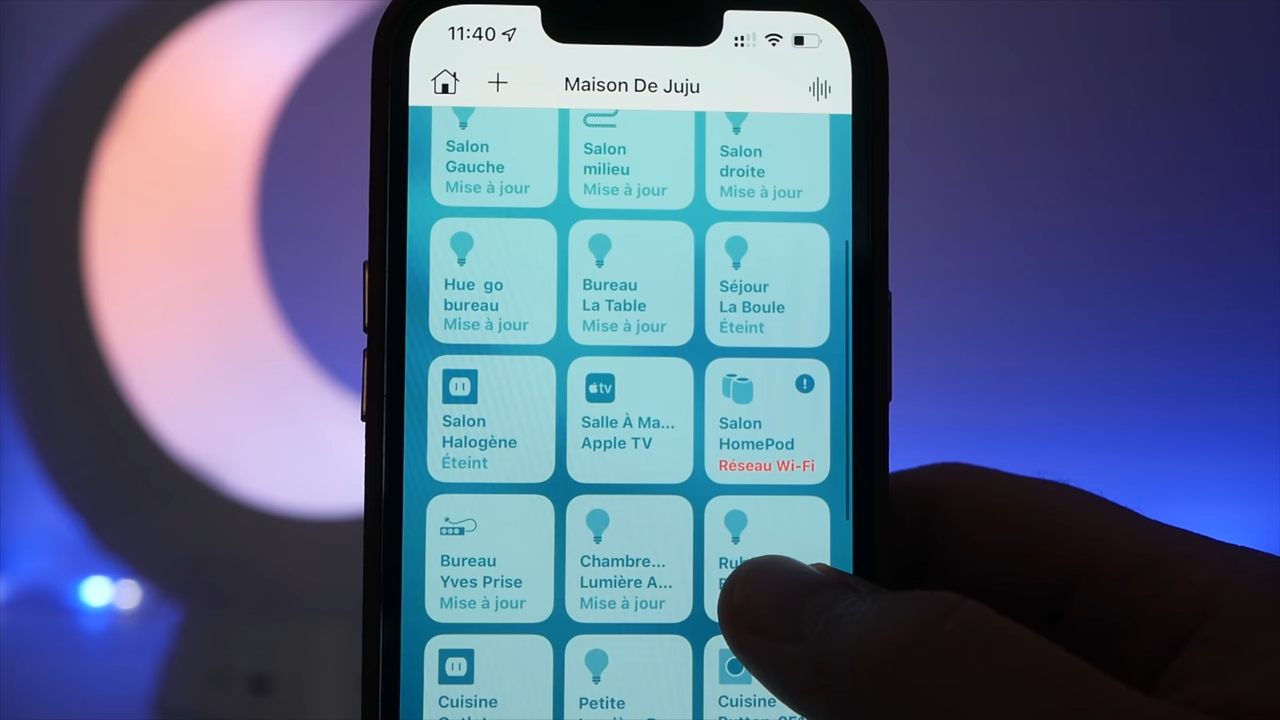 11:40
Maison De Juju
Salon
Gauche
Mise à jour
Salon
milieu
Mise à jour
Salon
droite
Mise à jour
Hue go
bureau
Mise à jour
Bureau
La Table
Mise à jour
Séjour
La Boule
Éteint
Salon
Halogène
Éteint
tv
Salle À Ma...
Apple TV
Salon
HomePod
Réseau Wi-Fi
Bureau
Yves Prise
Mise à jour
Chambre...
Lumière A...
Mise à jour
Cuisine
Petite
Cuisine